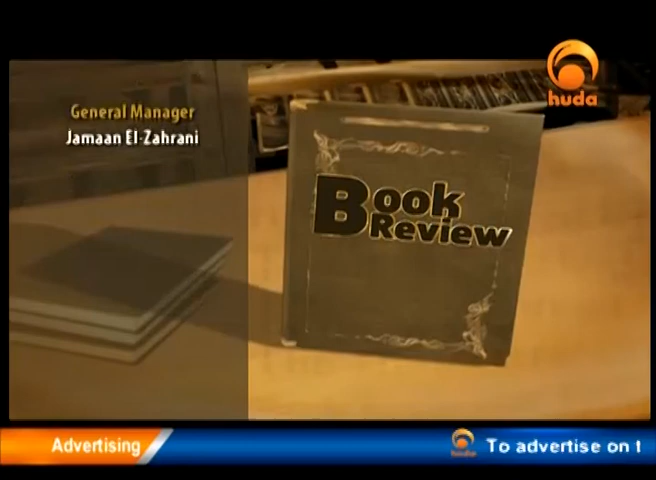 General Manager
Jamaan El-Zahrani
huda
Book
Review
Advertising
huda
To advertise on t